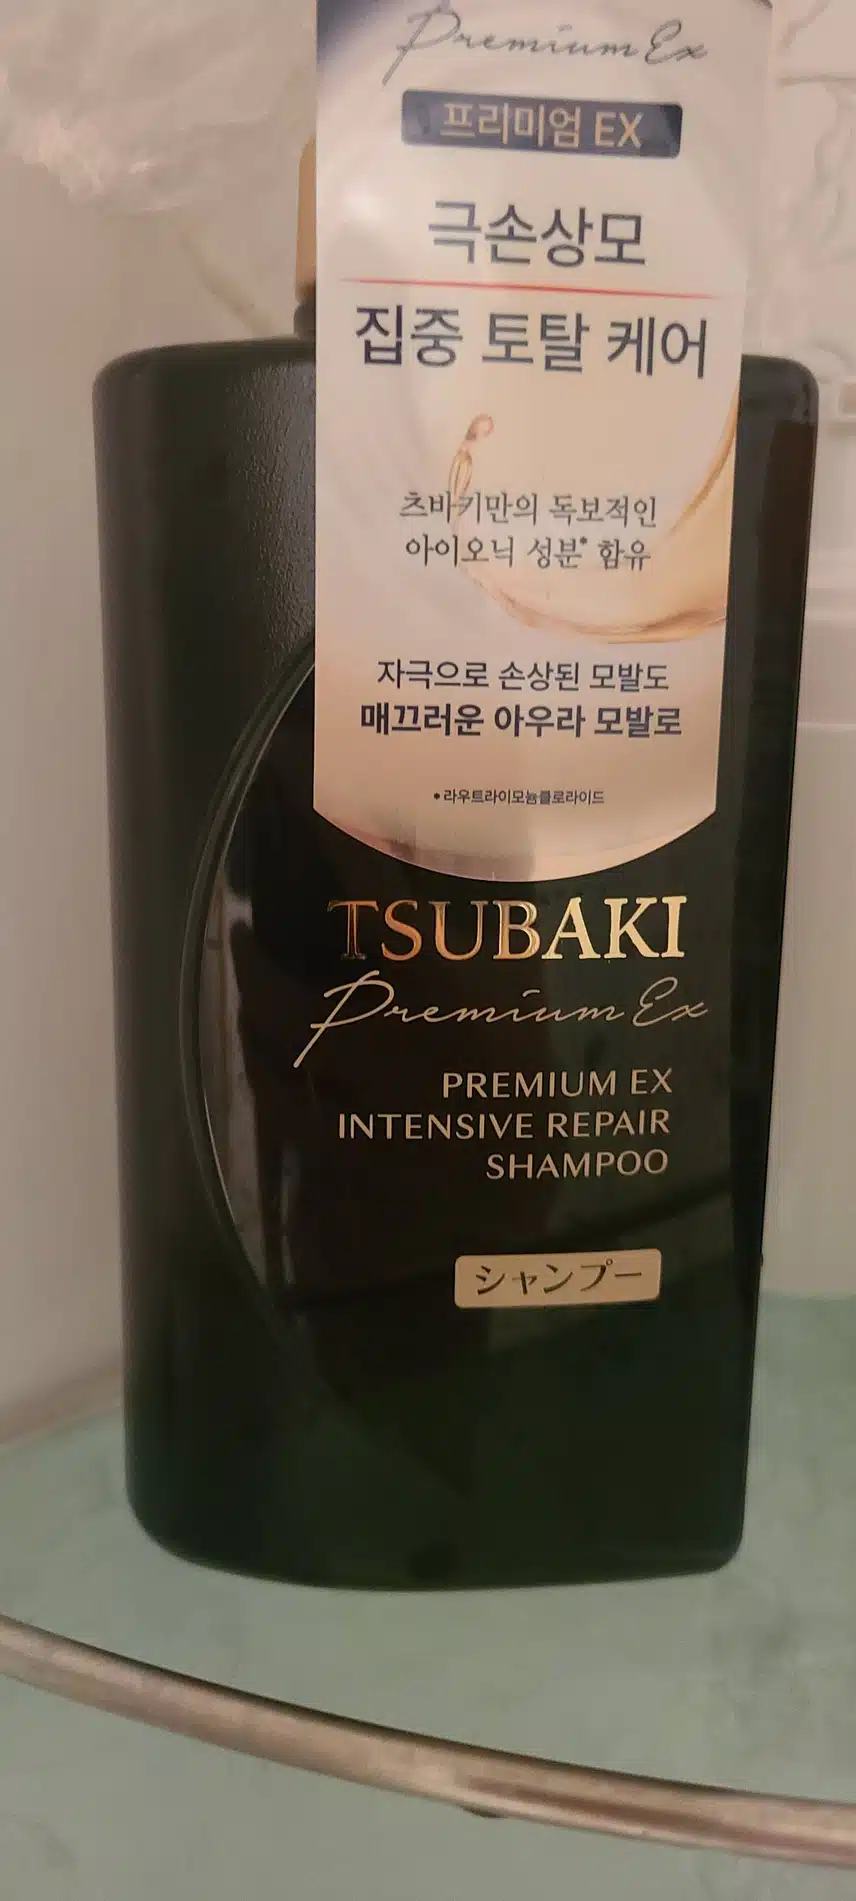 Premium Ex
프리미엄 EX
극손상모
집중 토탈 케어
츠바키만의 독보적인
아이오닉 성분* 함유
자극으로 손상된 모발도
매끄러운 아우라 모발로
*라우트라이모늄클로라이드
TSUBAKI
Premium Ex
PREMIUM EX
INTENSIVE REPAIR
SHAMPOO
シャンプー